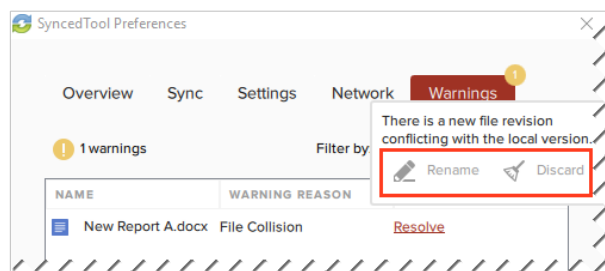 SyncedTool Preferences
Overview Sync Settings Network Warnings 1
There is a new file revision
conflicting with the local version.
! 1 warnings Filter by
Rename Discard
NAME WARNING REASON
New Report A.docx File Collision Resolve